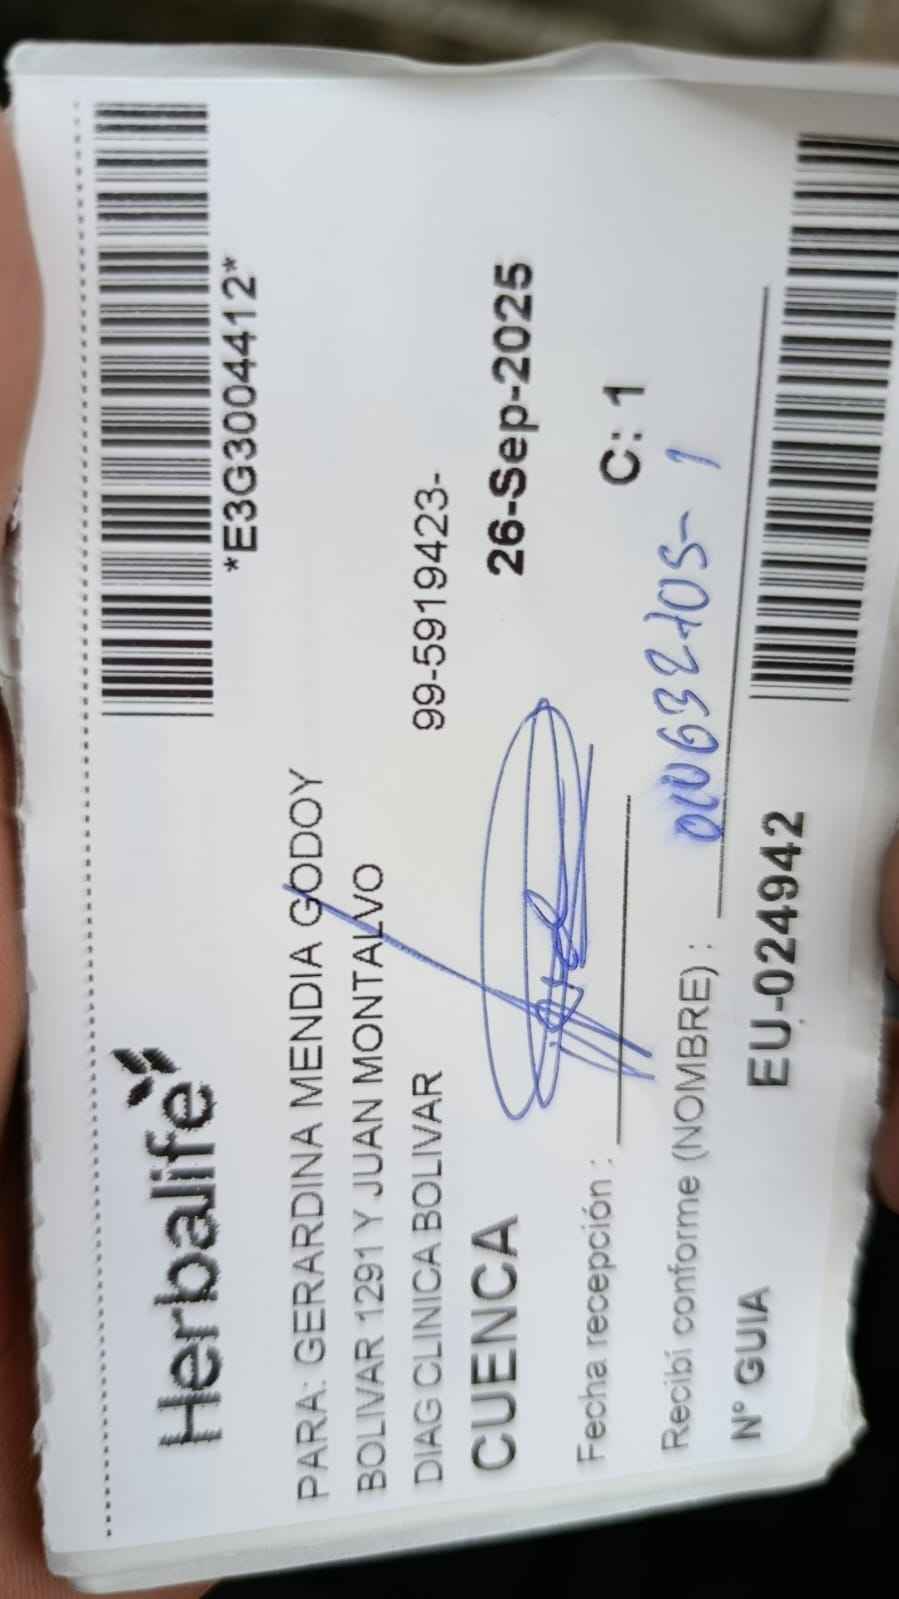 Herbalife
*E3G3004412*
PARA: GERARDINA MENDIA GODOY
BOLIVAR 1291 Y JUAN MONTALVO
DIAG CLINICA BOLIVAR 99-5919423-
CUENCA 26-Sep-2025
Fecha recepción :
C: 1
Recibí conforme (NOMBRE) :
N° GUIA EU-024942